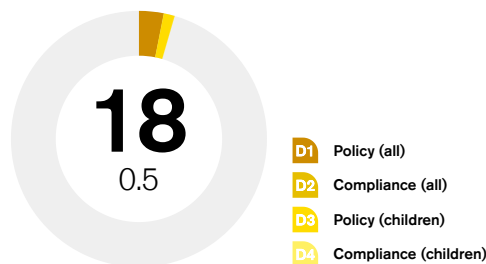 18
0.5
D1 Policy (all)
D2 Compliance (all)
D3 Policy (children)
D4 Compliance (children)